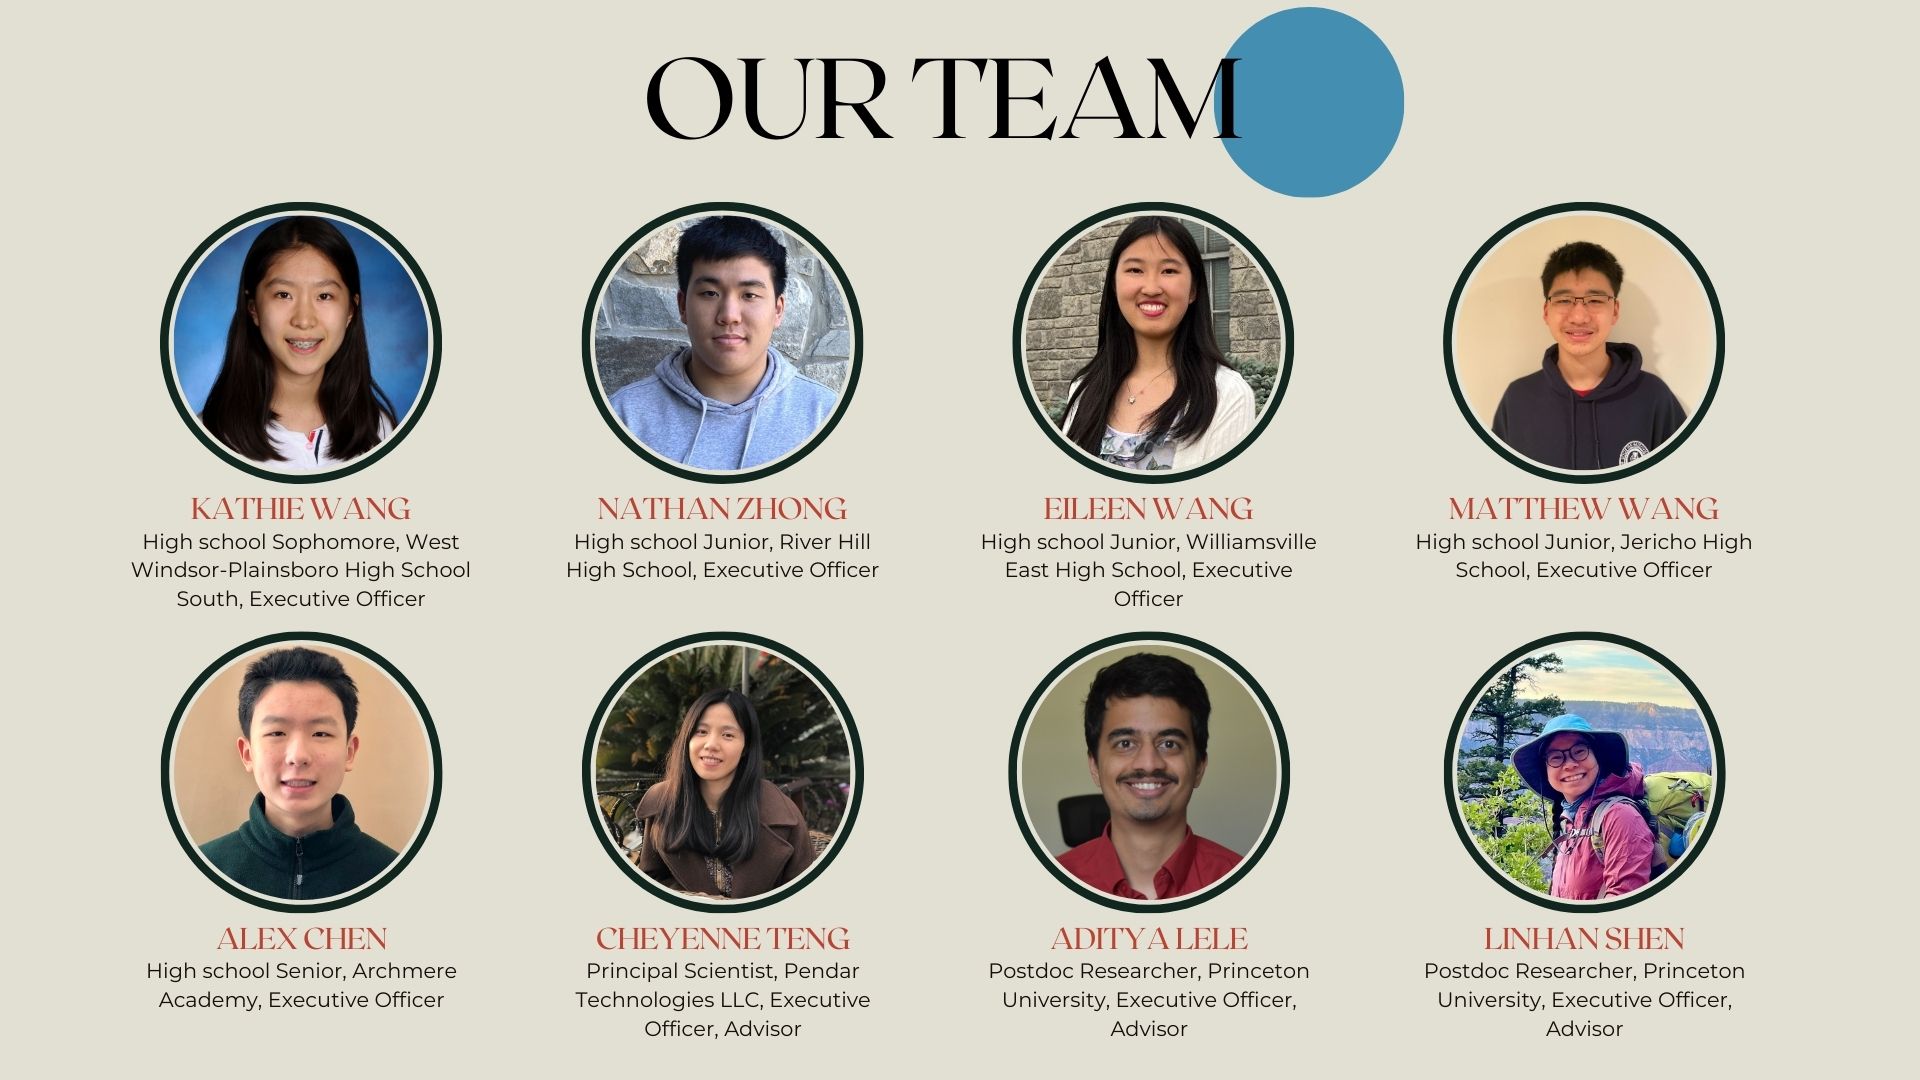 OUR TEAM
KATHIE WANG
High school Sophomore, West
Windsor-Plainsboro High School
South, Executive Officer
NATHAN ZHONG
High school Junior, River Hill
High School, Executive Officer
EILEEN WANG
High school Junior, Williamsville
East High School, Executive
Officer
MATTHEW WANG
High school Junior, Jericho High
School, Executive Officer
ALEX CHEN
High school Senior, Archmere
Academy, Executive Officer
CHEYENNE TENG
Principal Scientist, Pendar
Technologies LLC, Executive
Officer, Advisor
ADITYA LELE
Postdoc Researcher, Princeton
University, Executive Officer,
Advisor
LINHAN SHEN
Postdoc Researcher, Princeton
University, Executive Officer,
Advisor